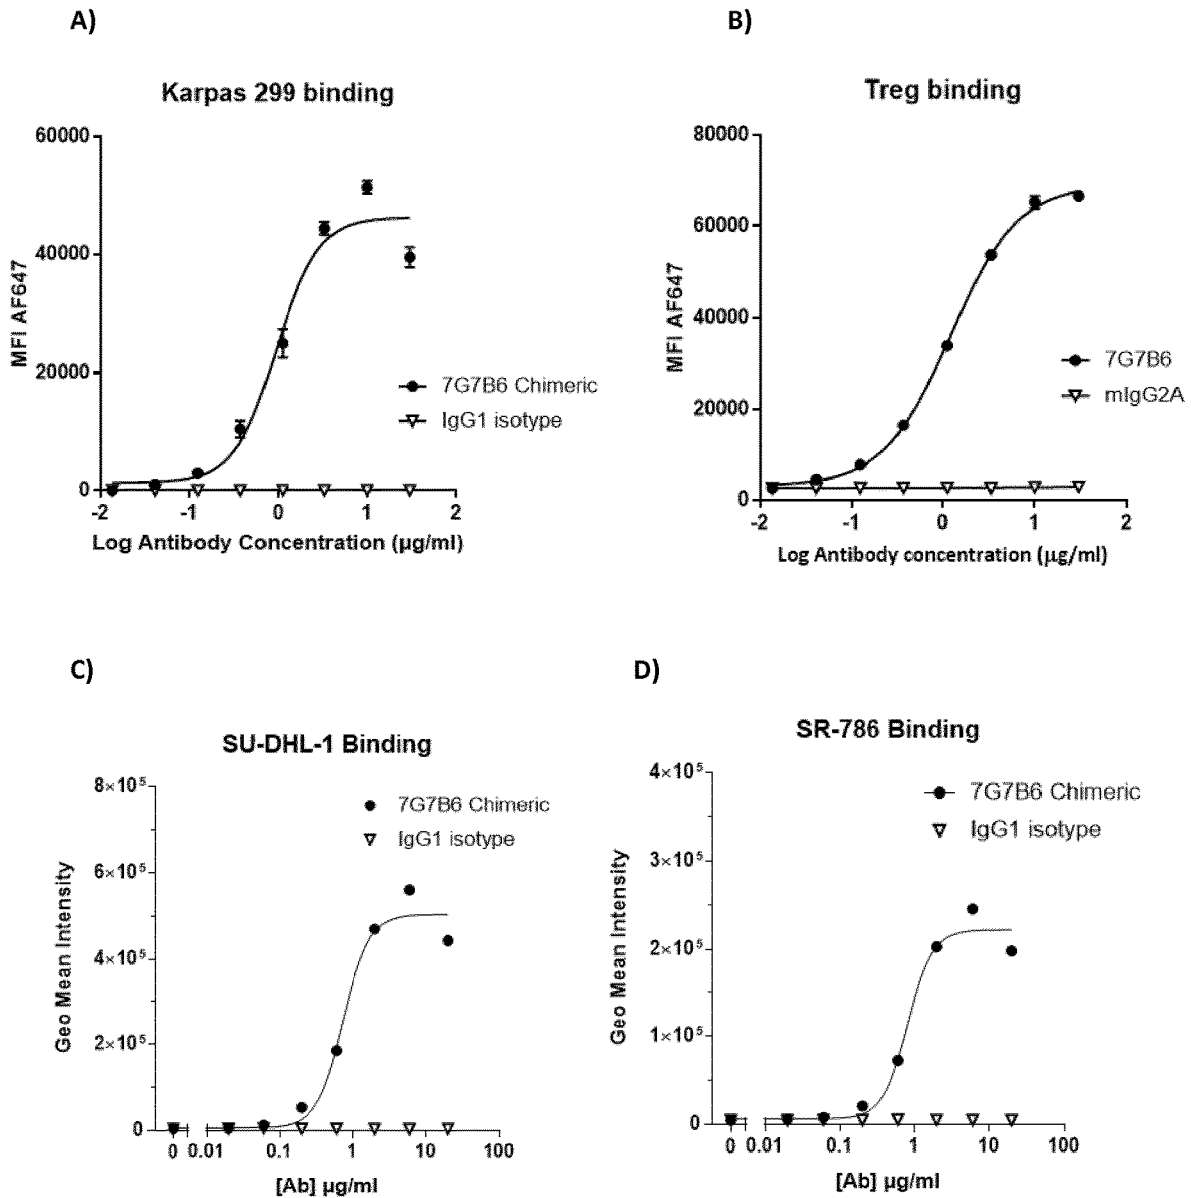 A)
Karpas 299 binding
60000
40000
20000
0
-2 -1 0 1 2
MFI AF647
Log Antibody Concentration (µg/ml)
7G7B6 Chimeric
IgG1 isotype
B)
Treg binding
80000
60000
40000
20000
0
-2 -1 0 1 2
MFI AF647
Log Antibody concentration (µg/ml)
7G7B6
mIgG2A
C)
SU-DHL-1 Binding
8×10⁵
6×10⁵
4×10⁵
2×10⁵
0
0 0.01 0.1 1 10 100
Geo Mean Intensity
[Ab] µg/ml
7G7B6 Chimeric
IgG1 isotype
D)
SR-786 Binding
4×10⁵
3×10⁵
2×10⁵
1×10⁵
0
0 0.01 0.1 1 10 100
Geo Mean Intensity
[Ab] µg/ml
7G7B6 Chimeric
IgG1 isotype